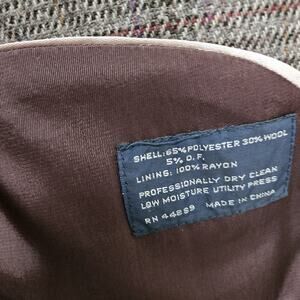 SHELL: 65% POLYESTER 30% WOOL
5% O.F.
LINING: 100% RAYON
PROFESSIONALLY DRY CLEAN
LOW MOISTURE UTILITY PRESS
RN 44869 MADE IN CHINA